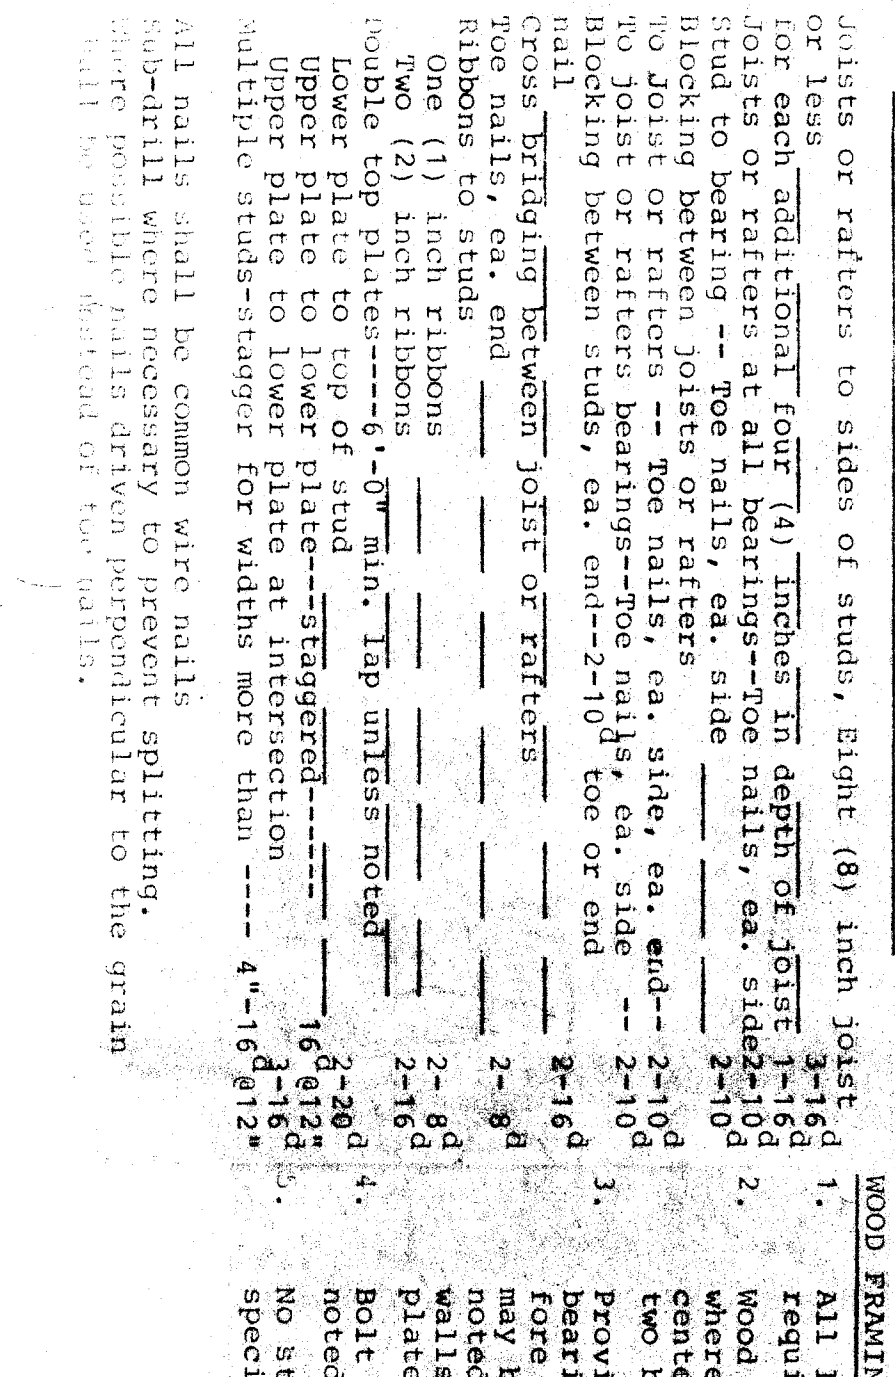 Joists or rafters to sides of studs, Eight (8) inch joist
or less 3-16d
for each additional four (4) inches in depth of joist 1-16d
Joists or rafters at all bearings--Toe nails, ea. side 2-10d
Stud to bearing -- Toe nails, ea. side 2-10d
Blocking between joists or rafters
To Joist or rafters -- Toe nails, ea. side, ea. end-- 2-10d
To joist or rafters bearings--Toe nails, ea. side -- 2-10d
Blocking between studs, ea. end--2-10d toe or end
nail 2-16d
Cross bridging between joist or rafters
Toe nails, ea. end 2- 8d
Ribbons to studs
One (1) inch ribbons 2- 8d
Two (2) inch ribbons 2-16d
Double top plates----6'-0" min. lap unless noted
Lower plate to top of stud 2-20d
Upper plate to lower plate---staggered------ 16d@12"
Upper plate to lower plate at intersection 3-16d
Multiple studs-stagger for widths more than ---- 4"-16d@12"
All nails shall be common wire nails
Sub-drill where necessary to prevent splitting.
Where possible nails driven perpendicular to the grain
shall be used instead of toe nails.
WOOD FRAMIN
1. All
requi
2. Wood
where
cente
two
3. Provi
beari
fore
may
noted
walls
plate
4. Bolt
noted
5. No st
speci